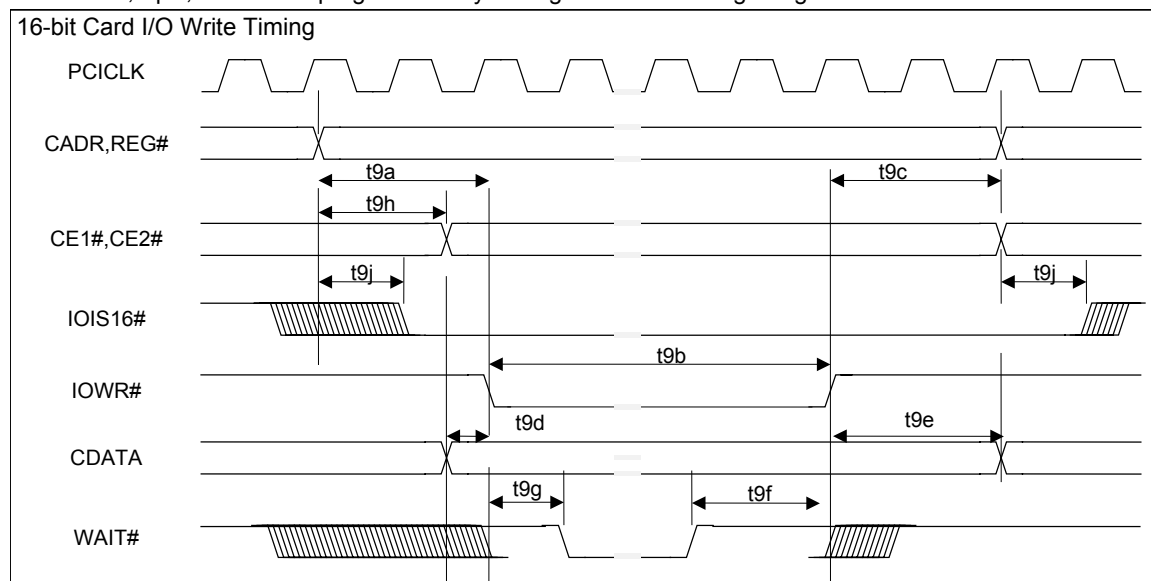 16-bit Card I/O Write Timing
PCICLK
CADR,REG#
t9a
t9c
t9h
CE1#,CE2#
t9j
t9j
IOIS16#
t9b
IOWR#
t9d
t9e
CDATA
t9g
t9f
WAIT#